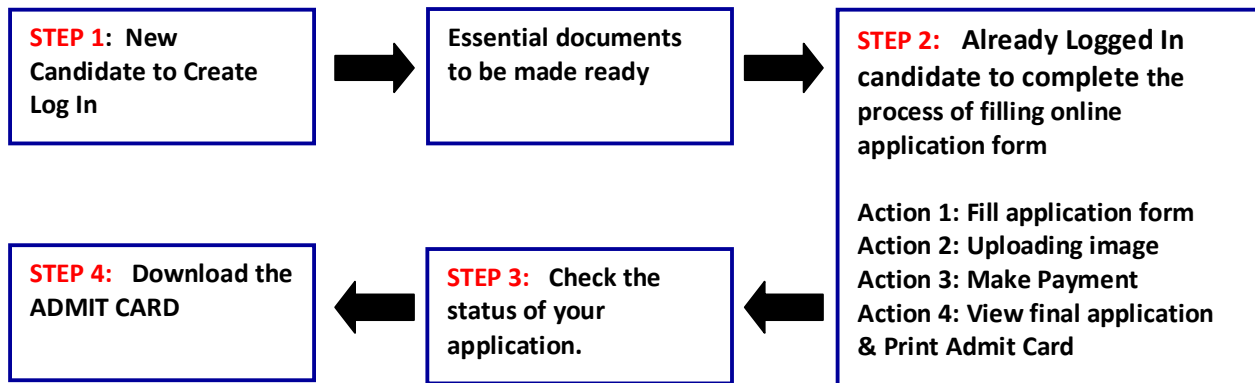 STEP 1:  New
Candidate to Create
Log In
Essential documents
to be made ready
STEP 2:   Already Logged In
candidate to complete the
process of filling online
application form
Action 1: Fill application form
Action 2: Uploading image
Action 3: Make Payment
Action 4: View final application
& Print Admit Card
STEP 3:   Check the
status of your
application.
STEP 4:   Download the
ADMIT CARD